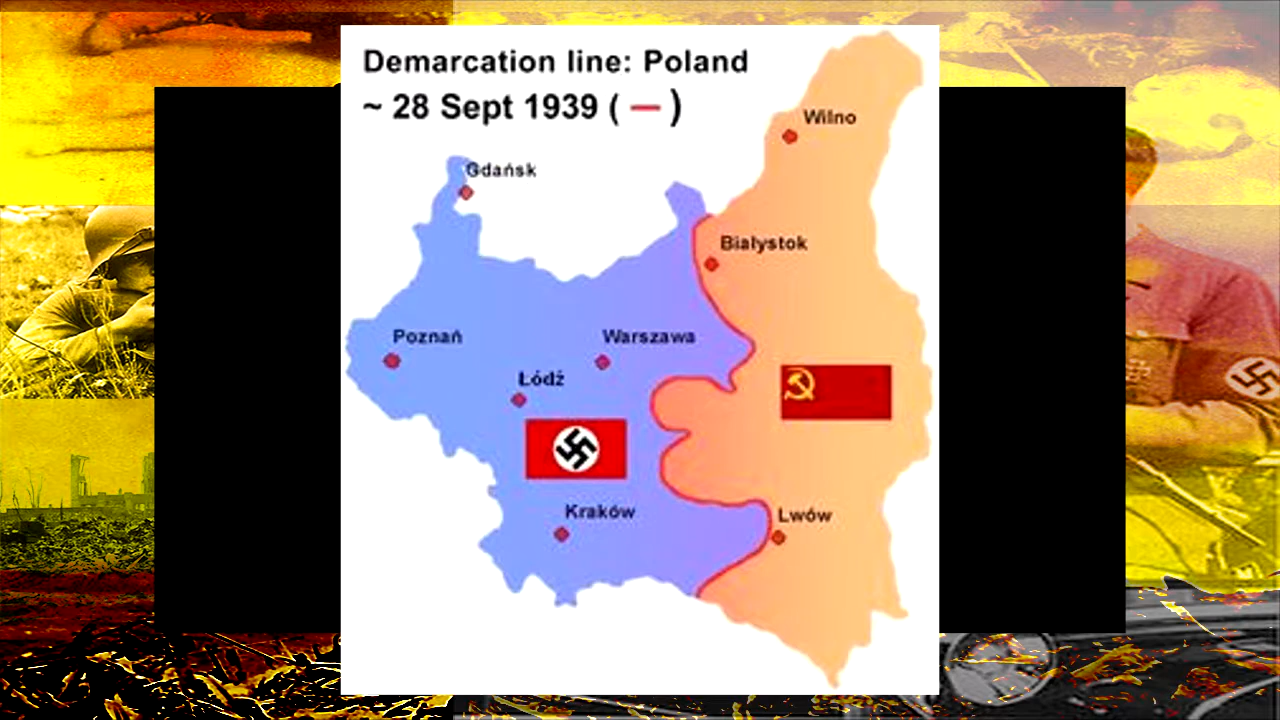 Demarcation line: Poland
~ 28 Sept 1939 ( — )
Wilno
Gdańsk
Białystok
Poznań
Warszawa
Łódź
Kraków
Lwów